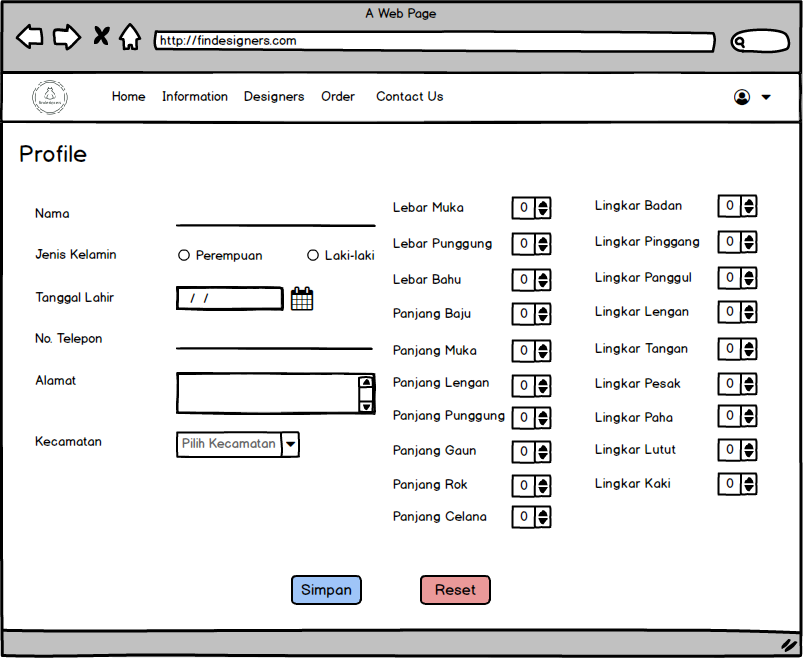 A Web Page
http://findesigners.com
findesigners
Home Information Designers Order Contact Us
Profile
Nama
Jenis Kelamin Perempuan Laki-laki
Tanggal Lahir / /
No. Telepon
Alamat
Kecamatan Pilih Kecamatan
Lebar Muka 0
Lebar Punggung 0
Lebar Bahu 0
Panjang Baju 0
Panjang Muka 0
Panjang Lengan 0
Panjang Punggung 0
Panjang Gaun 0
Panjang Rok 0
Panjang Celana 0
Lingkar Badan 0
Lingkar Pinggang 0
Lingkar Panggul 0
Lingkar Lengan 0
Lingkar Tangan 0
Lingkar Pesak 0
Lingkar Paha 0
Lingkar Lutut 0
Lingkar Kaki 0
Simpan Reset